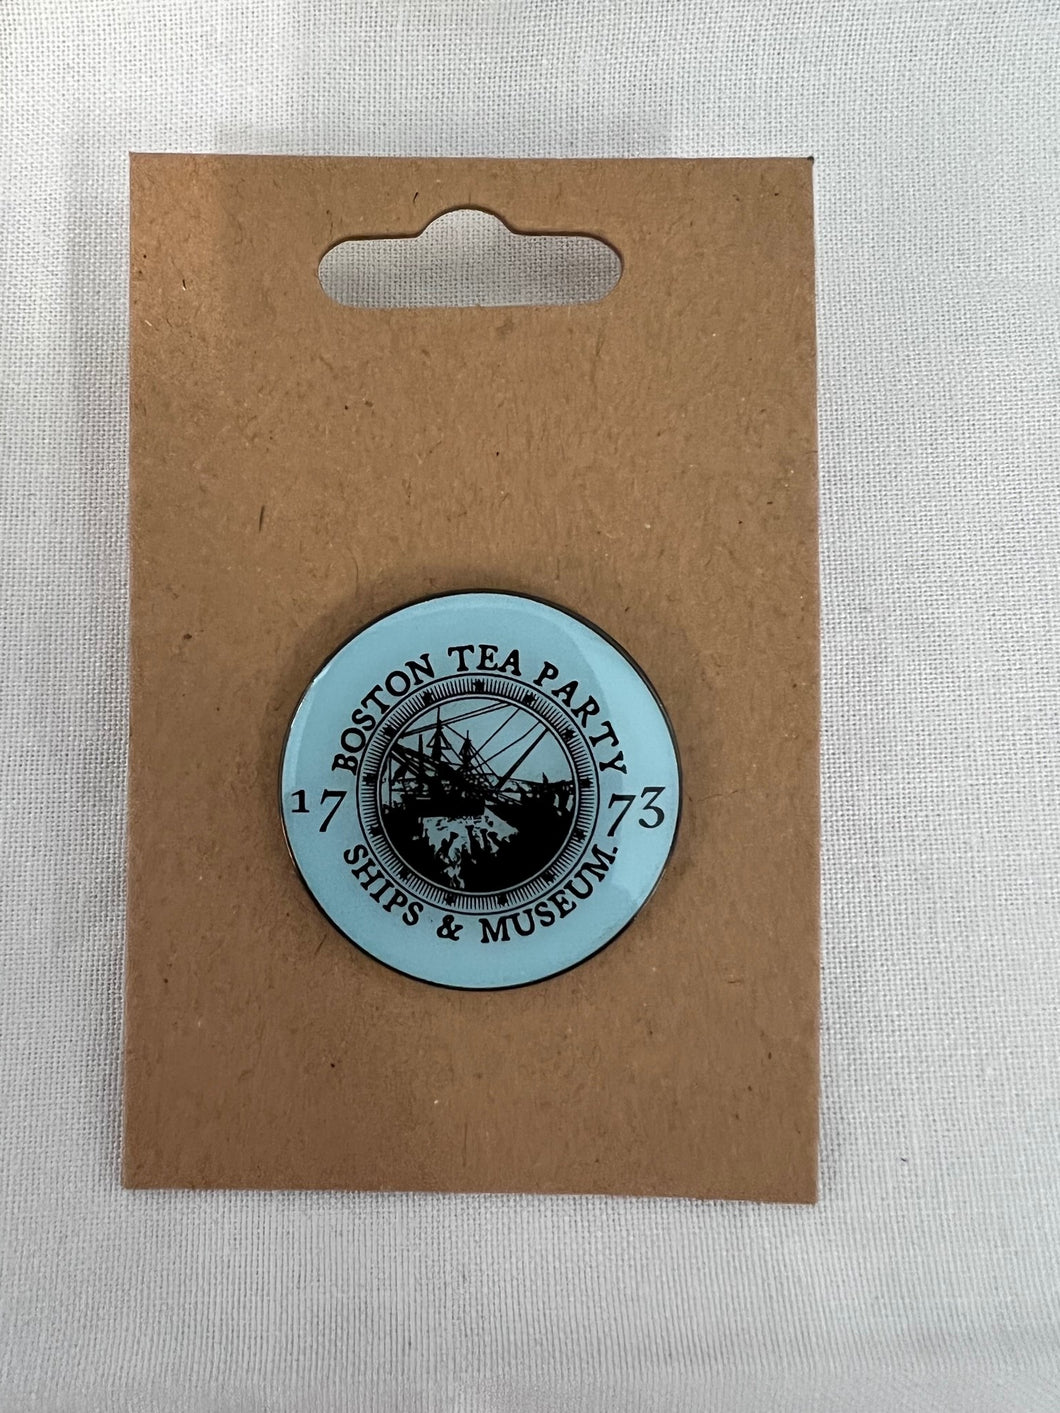 BOSTON TEA PARTY
17 73
SHIPS & MUSEUM.